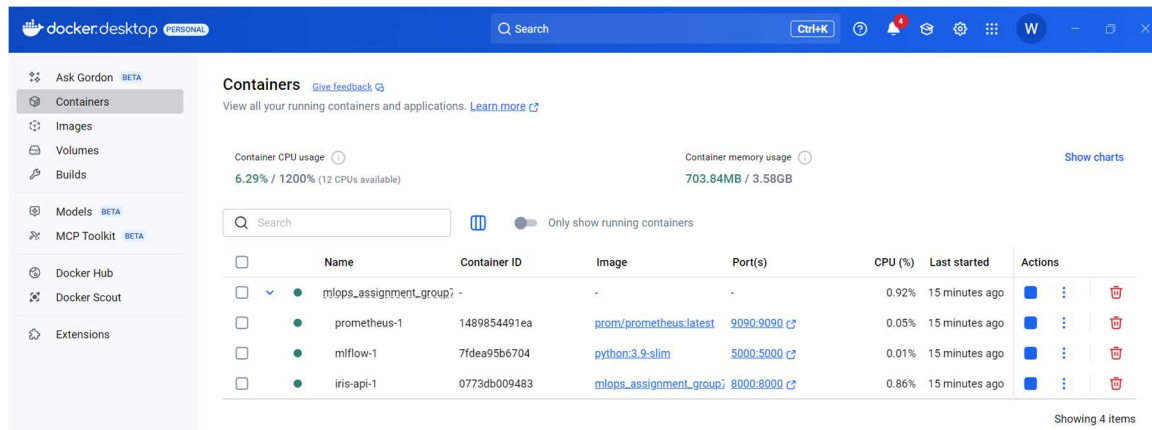 docker.desktop PERSONAL
Search Ctrl+K 4 W
Ask Gordon BETA
Containers
Images
Volumes
Builds
Models BETA
MCP Toolkit BETA
Docker Hub
Docker Scout
Extensions
Containers Give feedback
View all your running containers and applications. Learn more
Container CPU usage
6.29% / 1200% (12 CPUs available)
Container memory usage
703.84MB / 3.58GB
Show charts
Search Only show running containers
Name Container ID Image Port(s) CPU (%) Last started Actions
mlops_assignment_group7 - - - 0.92% 15 minutes ago
prometheus-1 1489854491ea prom/prometheus:latest 9090:9090 0.05% 15 minutes ago
mlflow-1 7fdea95b6704 python:3.9-slim 5000:5000 0.01% 15 minutes ago
iris-api-1 0773db009483 mlops_assignment_group7 8000:8000 0.86% 15 minutes ago
Showing 4 items